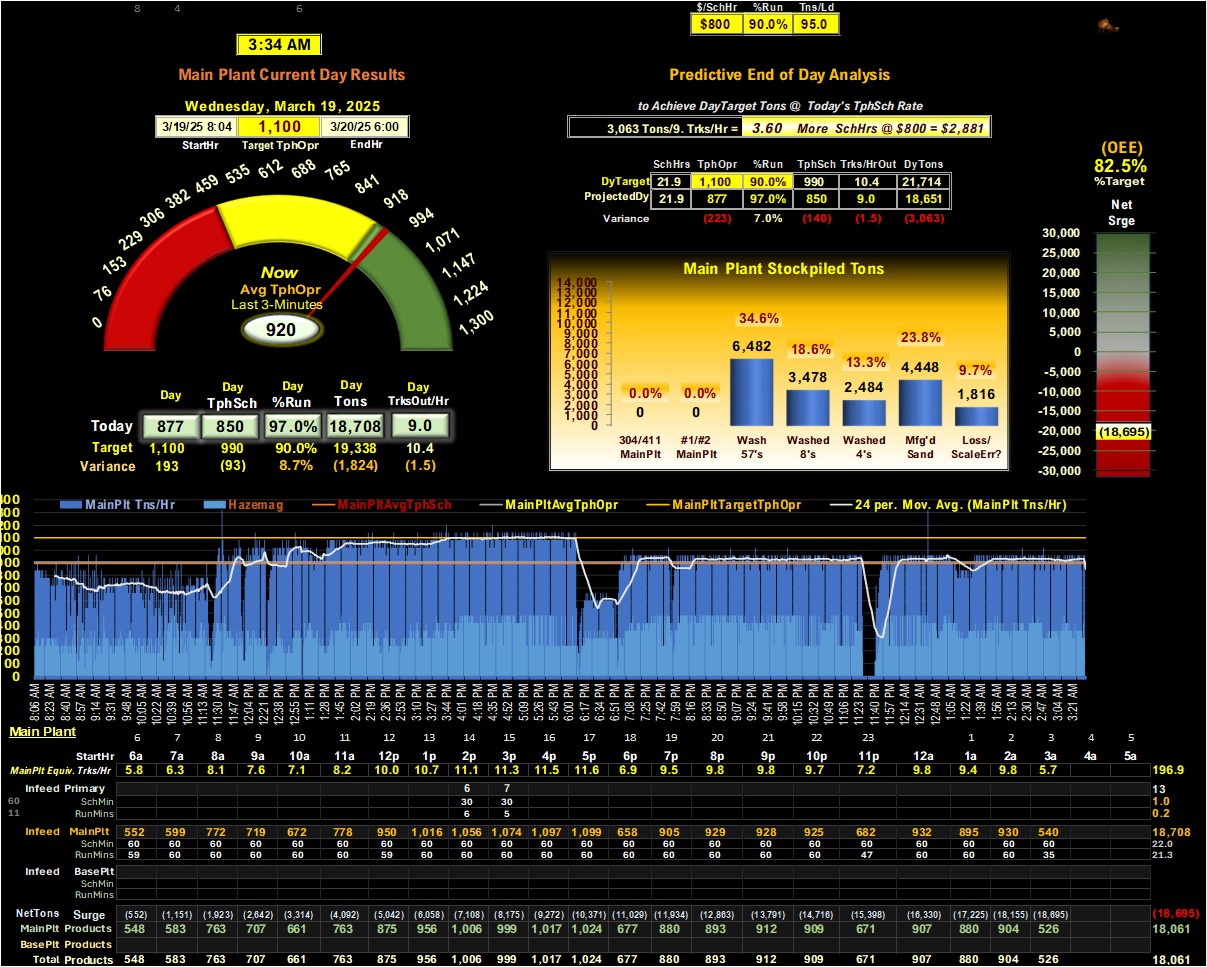 8 4 6
$/SchHr %Run Tns/Ld
$800 90.0% 95.0
3:34 AM
Main Plant Current Day Results
Predictive End of Day Analysis
Wednesday, March 19, 2025
to Achieve DayTarget Tons @ Today's TphSch Rate
3/19/25 8:04 1,100 3/20/25 6:00
StartHr Target TphOpr EndHr
3,063 Tons/9. Trks/Hr = 3.60 More SchHrs @ $800 = $2,881
(OEE)
82.5%
%Target
SchHrs TphOpr %Run TphSch Trks/HrOut DyTons
DyTarget 21.9 1,100 90.0% 990 10.4 21,714
ProjectedDy 21.9 877 97.0% 850 9.0 18,651
Variance (223) 7.0% (140) (1.5) (3,063)
0 76 153 229 306 382 459 535 612 688 765 841 918 994 1,071 1,147 1,224 1,300
Now
Avg TphOpr
Last 3-Minutes
920
Net
Srge
30,000
25,000
20,000
15,000
10,000
5,000
0
-5,000
-10,000
-15,000
-20,000
-30,000
(18,695)
Main Plant Stockpiled Tons
14,000
13,000
12,000
11,000
10,000
9,000
8,000
7,000
6,000
5,000
4,000
3,000
2,000
1,000
0
0.0% 0.0% 34.6% 18.6% 13.3% 23.8% 9.7%
0 0 6,482 3,478 2,484 4,448 1,816
304/411 #1/#2 Wash Washed Washed Mfg'd Loss/
MainPlt MainPlt 57's 8's 4's Sand ScaleErr?
Day Day Day Day Day
TphSch %Run Tons TrksOut/Hr
Today 877 850 97.0% 18,708 9.0
Target 1,100 990 90.0% 19,338 10.4
Variance 193 (93) 8.7% (1,824) (1.5)
MainPlt Tns/Hr Hazemag MainPltAvgTphSch MainPltAvgTphOpr MainPltTargetTphOpr 24 per. Mov. Avg. (MainPlt Tns/Hr)
400
300
200
100
000
900
800
700
600
500
400
300
200
100
0
8:06 AM 8:23 AM 8:40 AM 8:57 AM 9:14 AM 9:31 AM 9:48 AM 10:05 AM 10:22 AM 10:39 AM 10:56 AM 11:13 AM 11:30 AM 11:47 AM 12:04 PM 12:21 PM 12:38 PM 12:55 PM 1:11 PM 1:28 PM 1:45 PM 2:02 PM 2:19 PM 2:36 PM 2:53 PM 3:10 PM 3:27 PM 3:44 PM 4:01 PM 4:18 PM 4:35 PM 4:52 PM 5:09 PM 5:26 PM 5:43 PM 6:00 PM 6:17 PM 6:34 PM 6:51 PM 7:08 PM 7:25 PM 7:42 PM 7:59 PM 8:16 PM 8:33 PM 8:50 PM 9:07 PM 9:24 PM 9:41 PM 9:58 PM 10:15 PM 10:32 PM 10:49 PM 11:06 PM 11:23 PM 11:40 PM 11:57 PM 12:14 AM 12:31 AM 12:48 AM 1:05 AM 1:22 AM 1:39 AM 1:56 AM 2:13 AM 2:30 AM 2:47 AM 3:04 AM 3:21 AM
Main Plant
6 7 8 9 10 11 12 13 14 15 16 17 18 19 20 21 22 23 1 2 3 4 5
StartHr 6a 7a 8a 9a 10a 11a 12p 1p 2p 3p 4p 5p 6p 7p 8p 9p 10p 11p 12a 1a 2a 3a 4a 5a
MainPlt Equiv. Trks/Hr 5.8 6.3 8.1 7.6 7.1 8.2 10.0 10.7 11.1 11.3 11.5 11.6 6.9 9.5 9.8 9.8 9.7 7.2 9.8 9.4 9.8 5.7 196.9
Infeed Primary 6 7 13
60 SchMin 30 30 1.0
11 RunMins 6 5 0.2
Infeed MainPlt 552 599 772 719 672 778 950 1,016 1,056 1,074 1,097 1,099 658 905 929 928 925 682 932 895 930 540 18,708
SchMin 60 60 60 60 60 60 60 60 60 60 60 60 60 60 60 60 60 60 60 60 60 60 22.0
RunMins 59 60 60 60 60 60 59 60 60 60 60 60 60 60 60 60 60 47 60 60 60 35 21.3
Infeed BasePlt
SchMin
RunMins
NetTons Surge (552) (1,151) (1,923) (2,642) (3,314) (4,092) (5,042) (6,058) (7,108) (8,175) (9,272) (10,371) (11,029) (11,934) (12,863) (13,791) (14,716) (15,398) (16,330) (17,225) (18,155) (18,695) (18,695)
MainPlt Products 548 583 763 707 661 763 875 956 1,006 999 1,017 1,024 677 880 893 912 909 671 907 880 904 526 18,061
BasePlt Products
Total Products 548 583 763 707 661 763 875 956 1,006 999 1,017 1,024 677 880 893 912 909 671 907 880 904 526 18,061